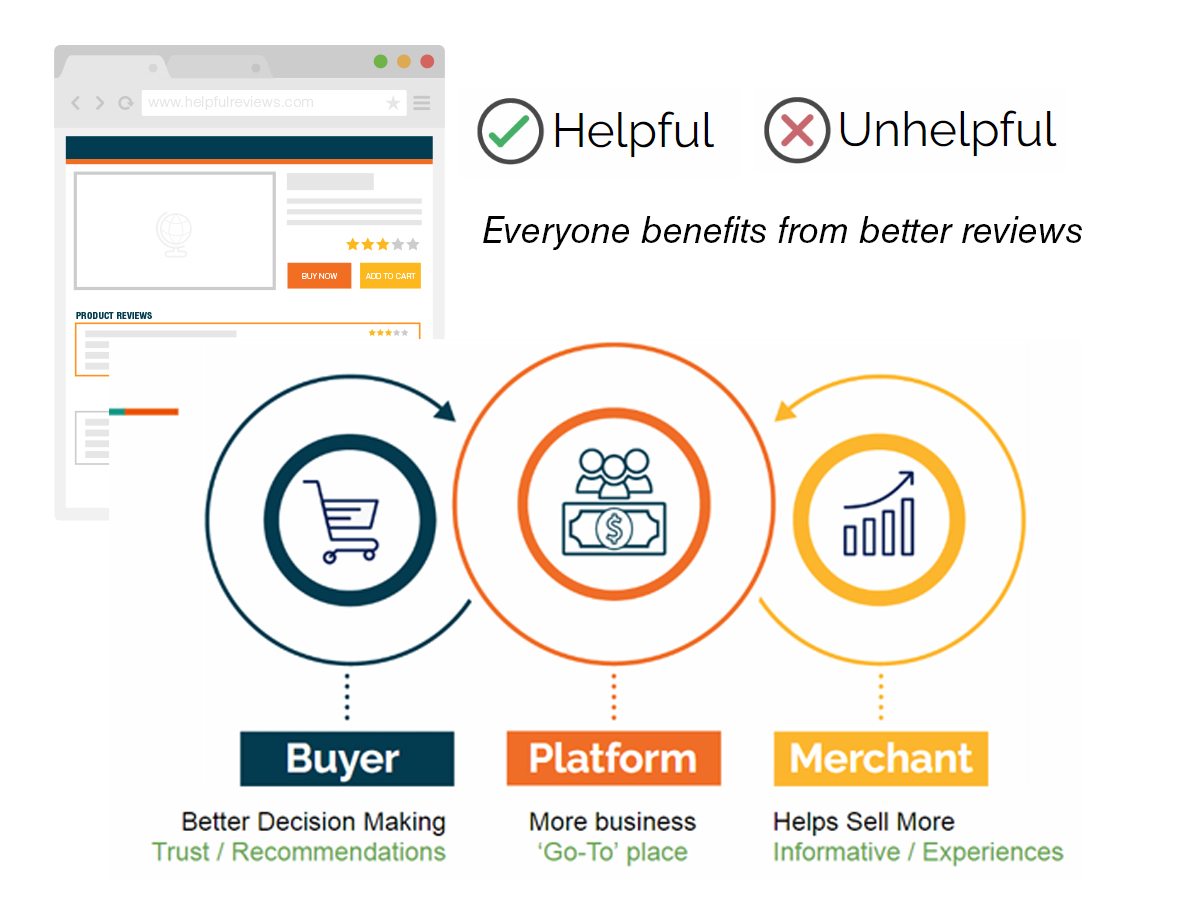 www.helpfulreviews.com
Helpful
Unhelpful
Everyone benefits from better reviews
BUY NOW
ADD TO CART
PRODUCT REVIEWS
Buyer
Better Decision Making
Trust / Recommendations
Platform
More business
‘Go-To’ place
Merchant
Helps Sell More
Informative / Experiences